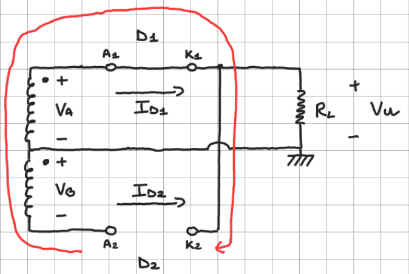 D1
A1 K1
+
VA
-
ID1
RL
+
Vu
-
+
VB
-
ID2
A2 K2
D2